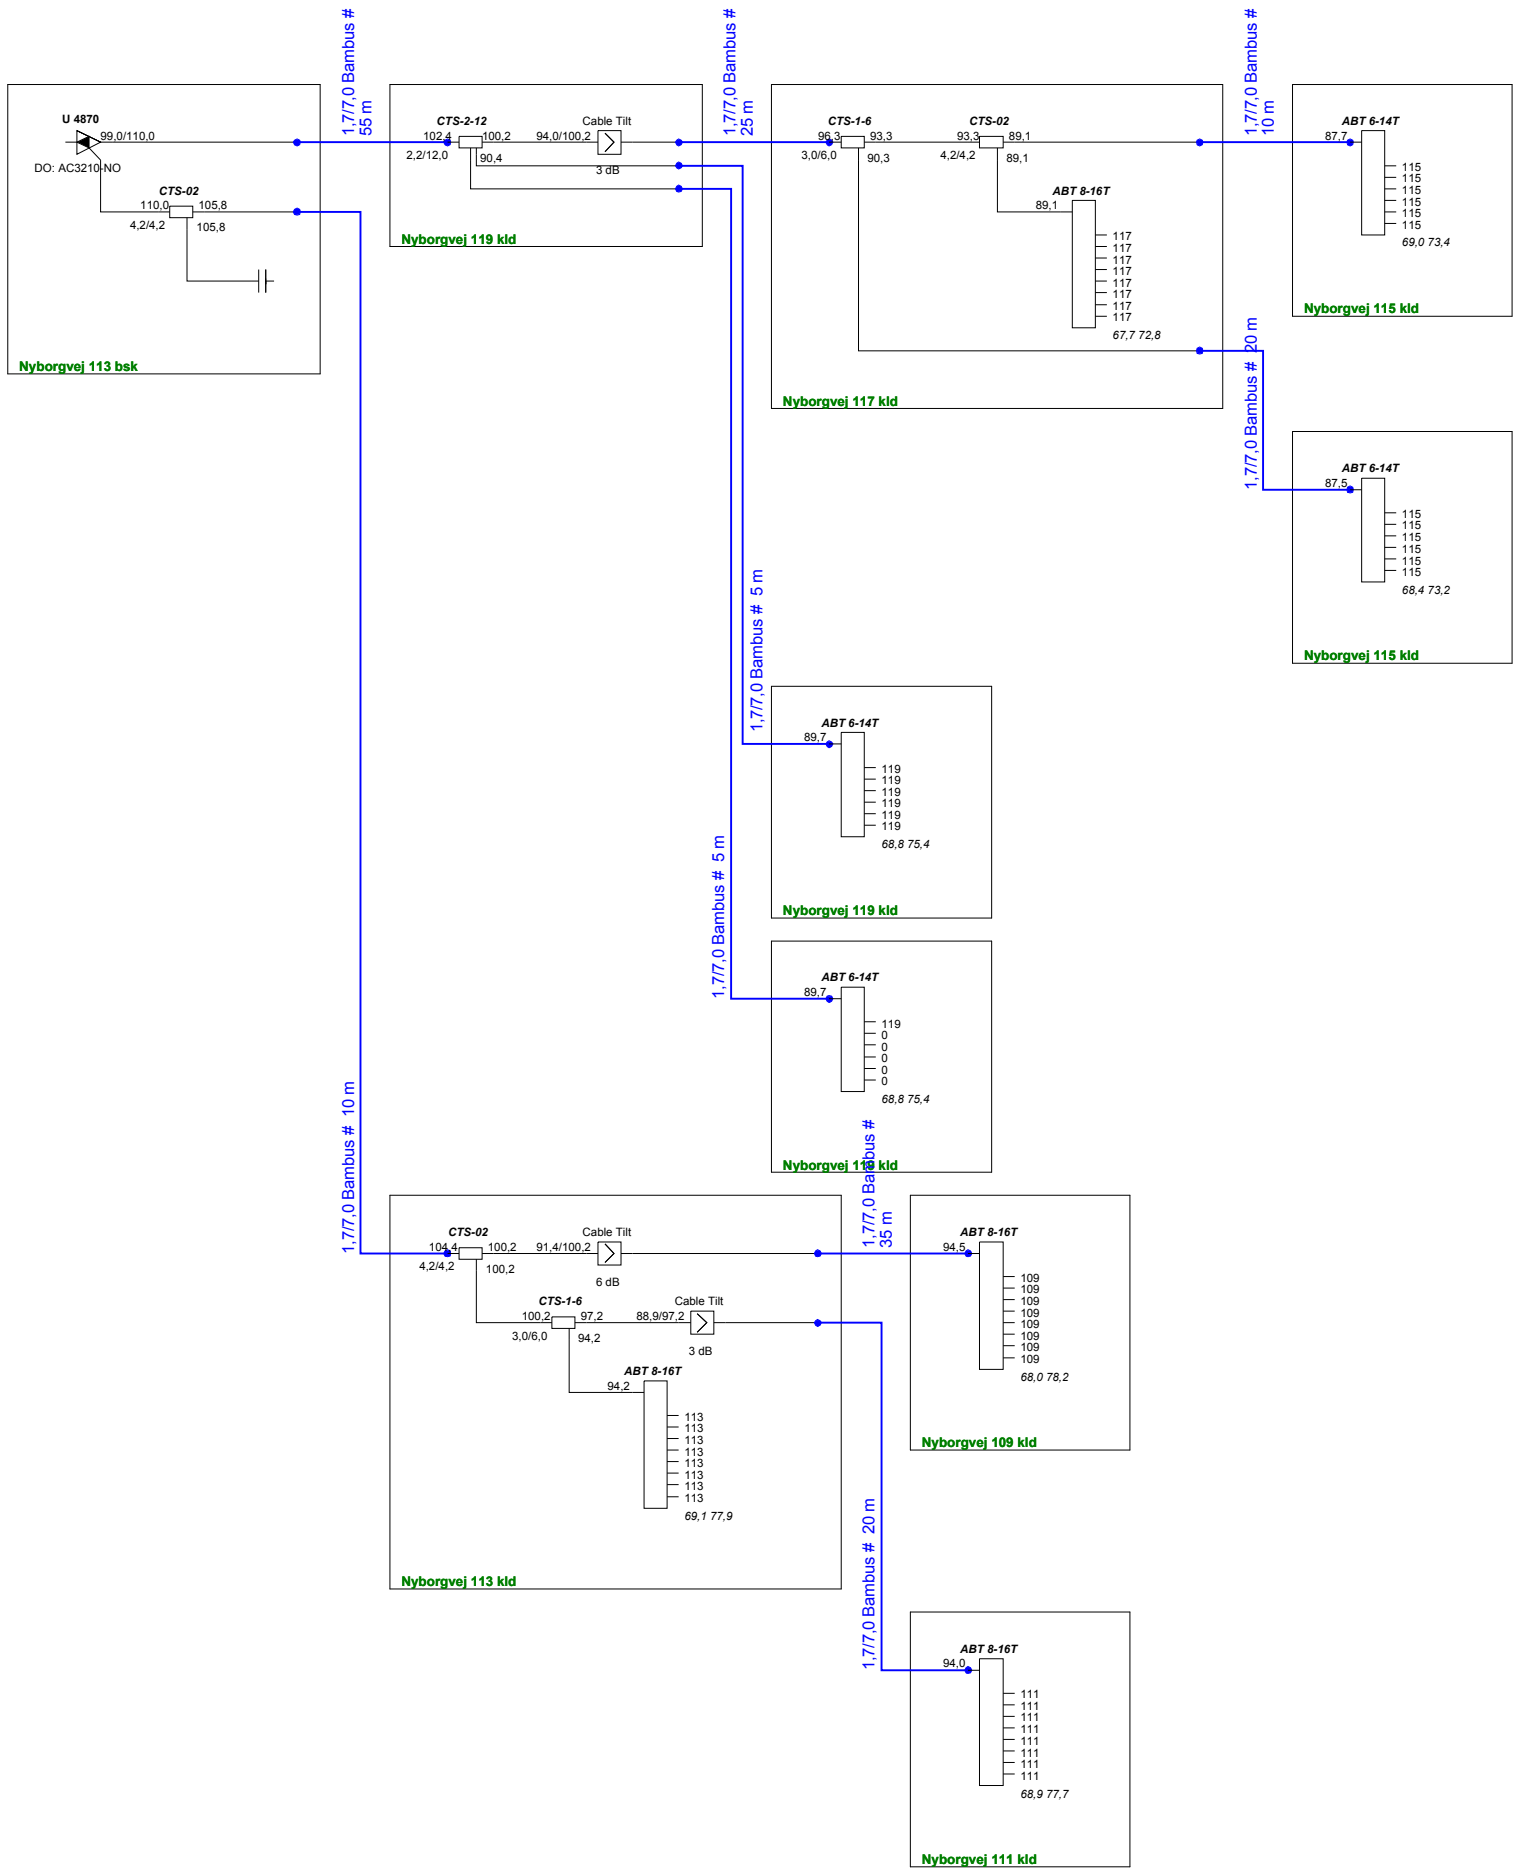 1,7/7,0 Bambus #
55 m
1,7/7,0 Bambus #
25 m
1,7/7,0 Bambus #
10 m
U 4870
99,0/110,0
DO: AC3210-NO
CTS-02
110,0
105,8
4,2/4,2
105,8
Nyborgvej 113 bsk
CTS-2-12
102,4
100,2
94,0/100,2
Cable Tilt
2,2/12,0
90,4
3 dB
Nyborgvej 119 kld
CTS-1-6
96,3
93,3
3,0/6,0
90,3
CTS-02
93,3
89,1
4,2/4,2
89,1
ABT 8-16T
89,1
117
117
117
117
117
117
117
117
67,7 72,8
Nyborgvej 117 kld
ABT 6-14T
87,7
115
115
115
115
115
115
69,0 73,4
Nyborgvej 115 kld
1,7/7,0 Bambus # 20 m
ABT 6-14T
87,5
115
115
115
115
115
115
68,4 73,2
Nyborgvej 115 kld
1,7/7,0 Bambus # 5 m
ABT 6-14T
89,7
119
119
119
119
119
119
68,8 75,4
Nyborgvej 119 kld
1,7/7,0 Bambus # 5 m
ABT 6-14T
89,7
119
0
0
0
0
0
68,8 75,4
Nyborgvej 119 kld
1,7/7,0 Bambus # 10 m
CTS-02
104,4
100,2
91,4/100,2
Cable Tilt
4,2/4,2
100,2
6 dB
CTS-1-6
100,2
97,2
88,9/97,2
Cable Tilt
3,0/6,0
94,2
3 dB
ABT 8-16T
94,2
113
113
113
113
113
113
113
113
69,1 77,9
Nyborgvej 113 kld
1,7/7,0 Bambus #
35 m
ABT 8-16T
94,5
109
109
109
109
109
109
109
109
68,0 78,2
Nyborgvej 109 kld
1,7/7,0 Bambus # 20 m
ABT 8-16T
94,0
111
111
111
111
111
111
111
111
68,9 77,7
Nyborgvej 111 kld